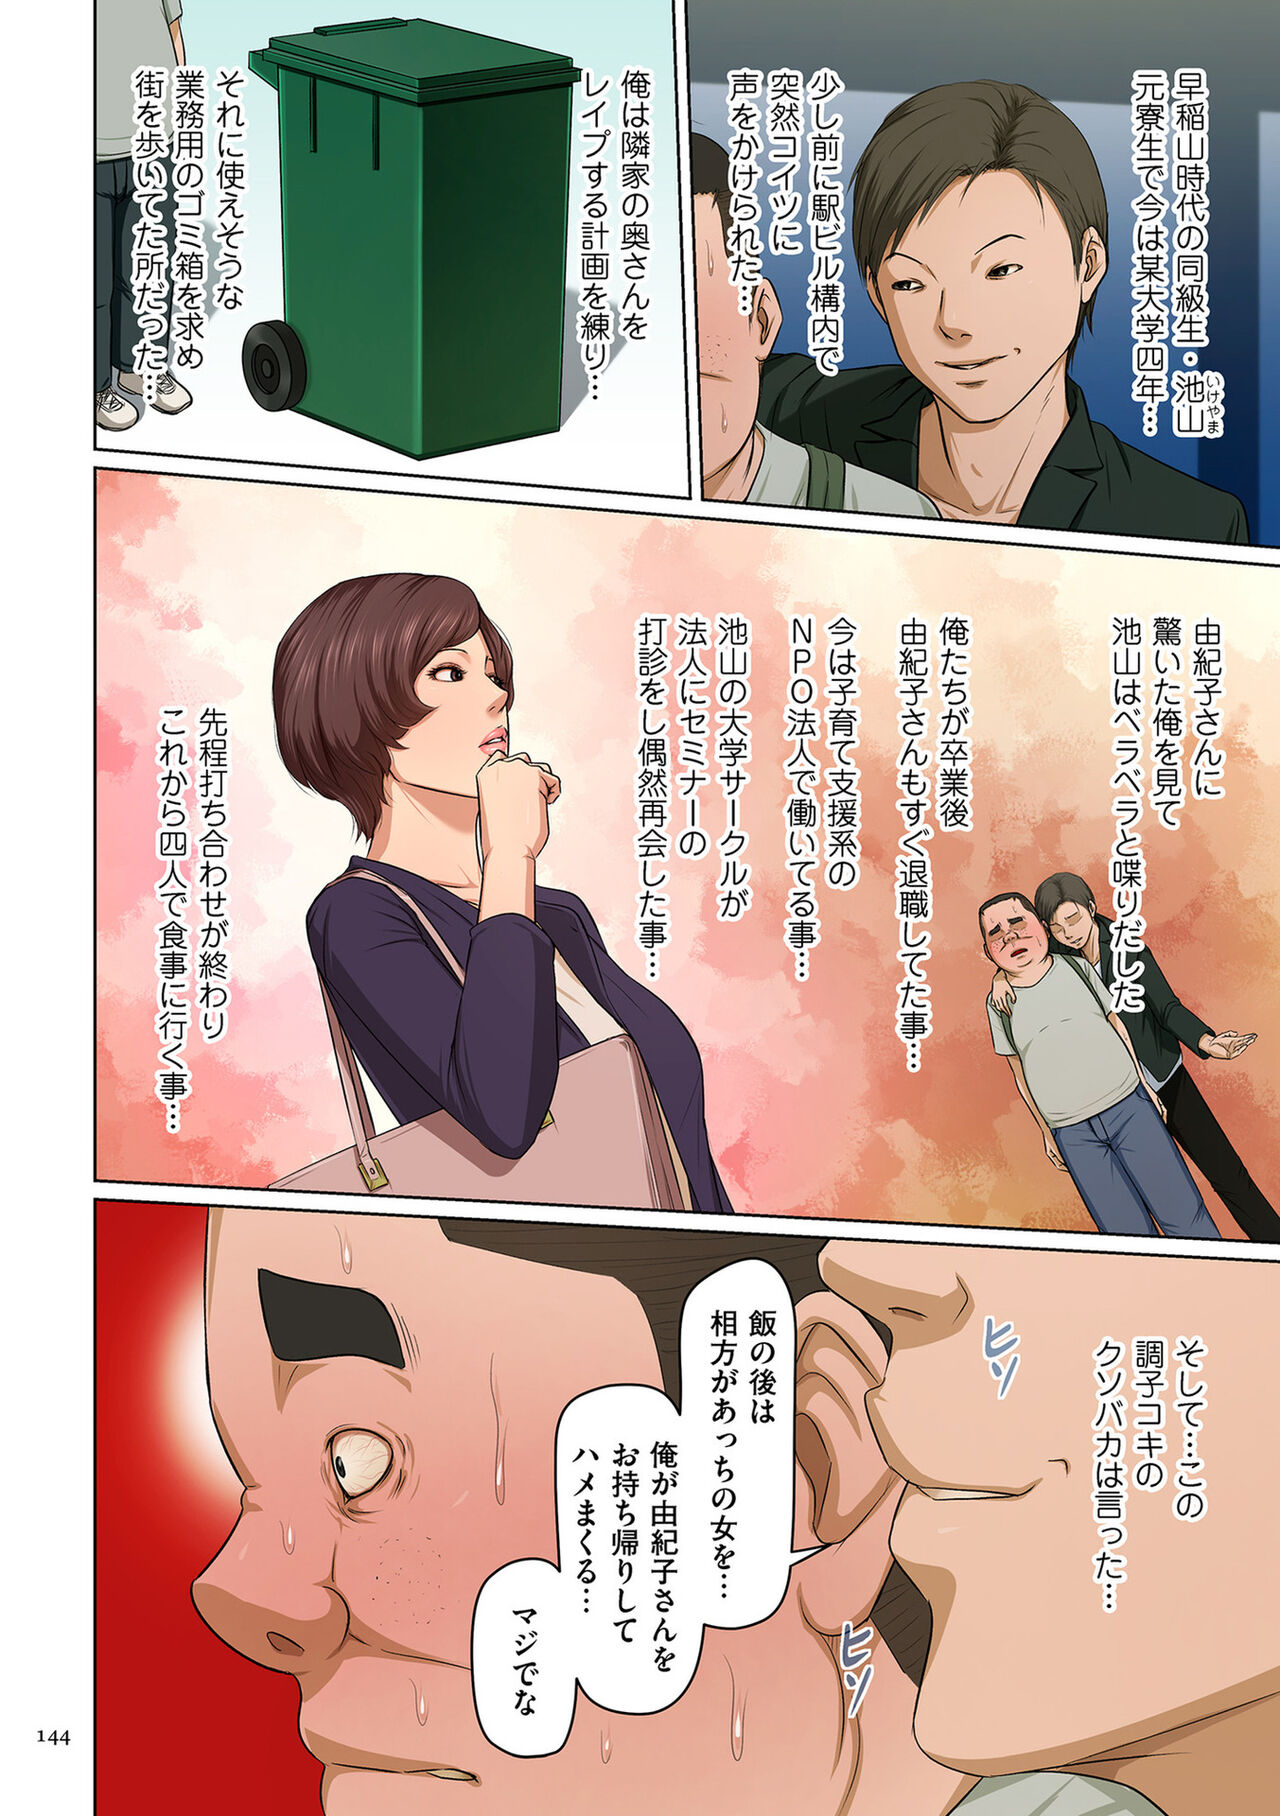 早稲山時代の同級生・池山
いけやま
元寮生で今は某大学四年…
少し前に駅ビル構内で
突然コイツに
声をかけられた…
俺は隣家の奥さんを
レイプする計画を練り…
それに使えそうな
業務用のゴミ箱を求め
街を歩いてた所だった…
由紀子さんに
驚いた俺を見て
池山はベラベラと喋りだした
俺たちが卒業後
由紀子さんもすぐ退職してた事…
今は子育て支援系の
NPO法人で働いてる事…
池山の大学サークルが
法人にセミナーの
打診をし偶然再会した事…
先程打ち合わせが終わり
これから四人で食事に行く事…
そして…この
調子コキの
クソバカは言った…
ヒソ
飯の後は
相方があっちの女を…
俺が由紀子さんを
お持ち帰りして
ハメまくる…
ヒソ
マジでな
144